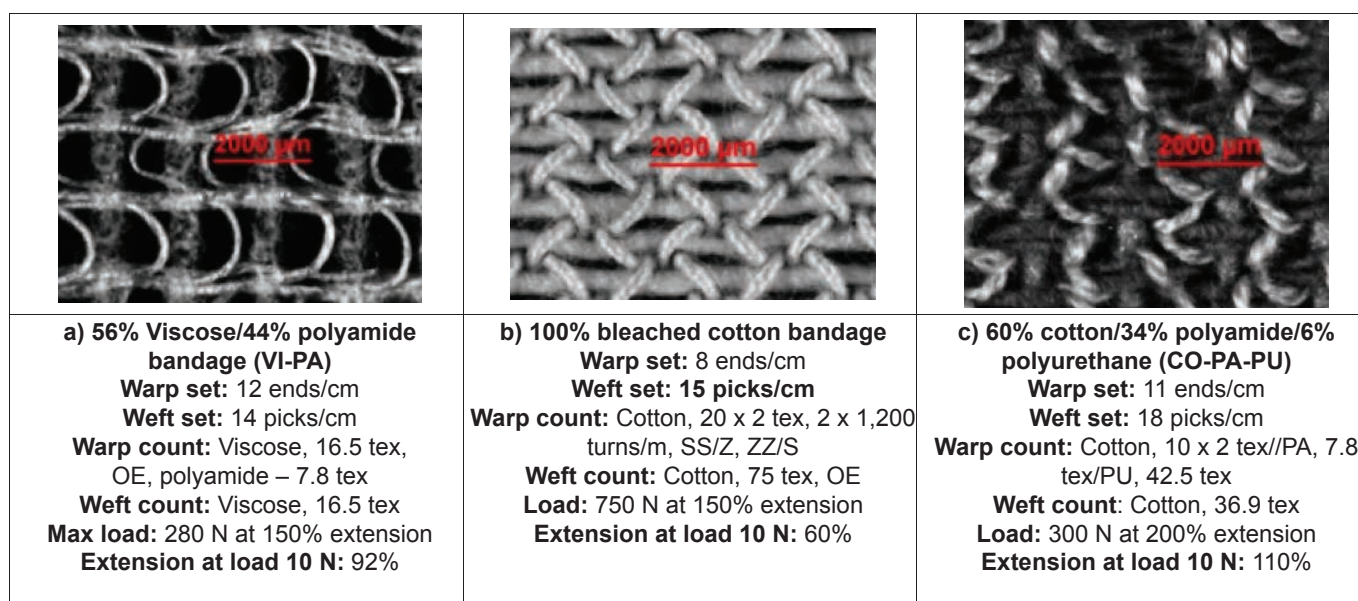 2000 µm
2000 µm
2000 µm
a) 56% Viscose/44% polyamide
bandage (VI-PA)
Warp set: 12 ends/cm
Weft set: 14 picks/cm
Warp count: Viscose, 16.5 tex,
OE, polyamide – 7.8 tex
Weft count: Viscose, 16.5 tex
Max load: 280 N at 150% extension
Extension at load 10 N: 92%
b) 100% bleached cotton bandage
Warp set: 8 ends/cm
Weft set: 15 picks/cm
Warp count: Cotton, 20 x 2 tex, 2 x 1,200
turns/m, SS/Z, ZZ/S
Weft count: Cotton, 75 tex, OE
Load: 750 N at 150% extension
Extension at load 10 N: 60%
c) 60% cotton/34% polyamide/6%
polyurethane (CO-PA-PU)
Warp set: 11 ends/cm
Weft set: 18 picks/cm
Warp count: Cotton, 10 x 2 tex//PA, 7.8
tex/PU, 42.5 tex
Weft count: Cotton, 36.9 tex
Load: 300 N at 200% extension
Extension at load 10 N: 110%